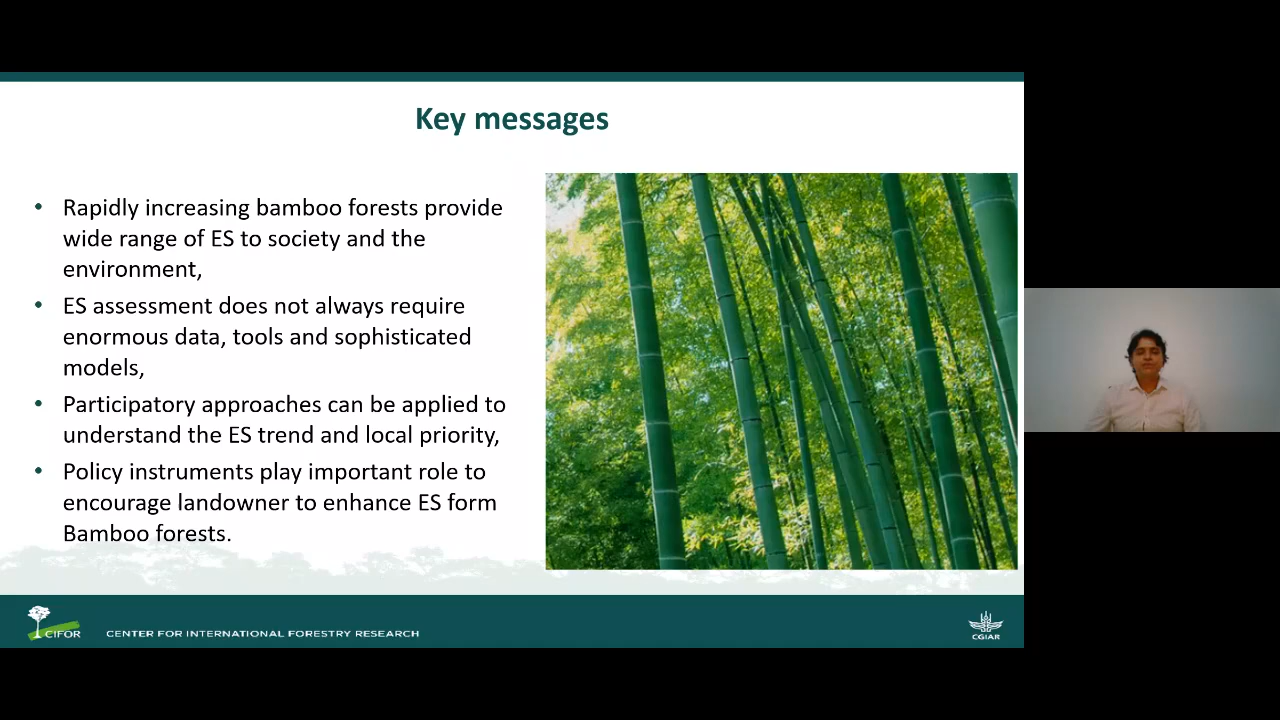 Key messages
• Rapidly increasing bamboo forests provide
wide range of ES to society and the
environment,
• ES assessment does not always require
enormous data, tools and sophisticated
models,
• Participatory approaches can be applied to
understand the ES trend and local priority,
• Policy instruments play important role to
encourage landowner to enhance ES form
Bamboo forests.
CIFOR
CENTER FOR INTERNATIONAL FORESTRY RESEARCH
CGIAR